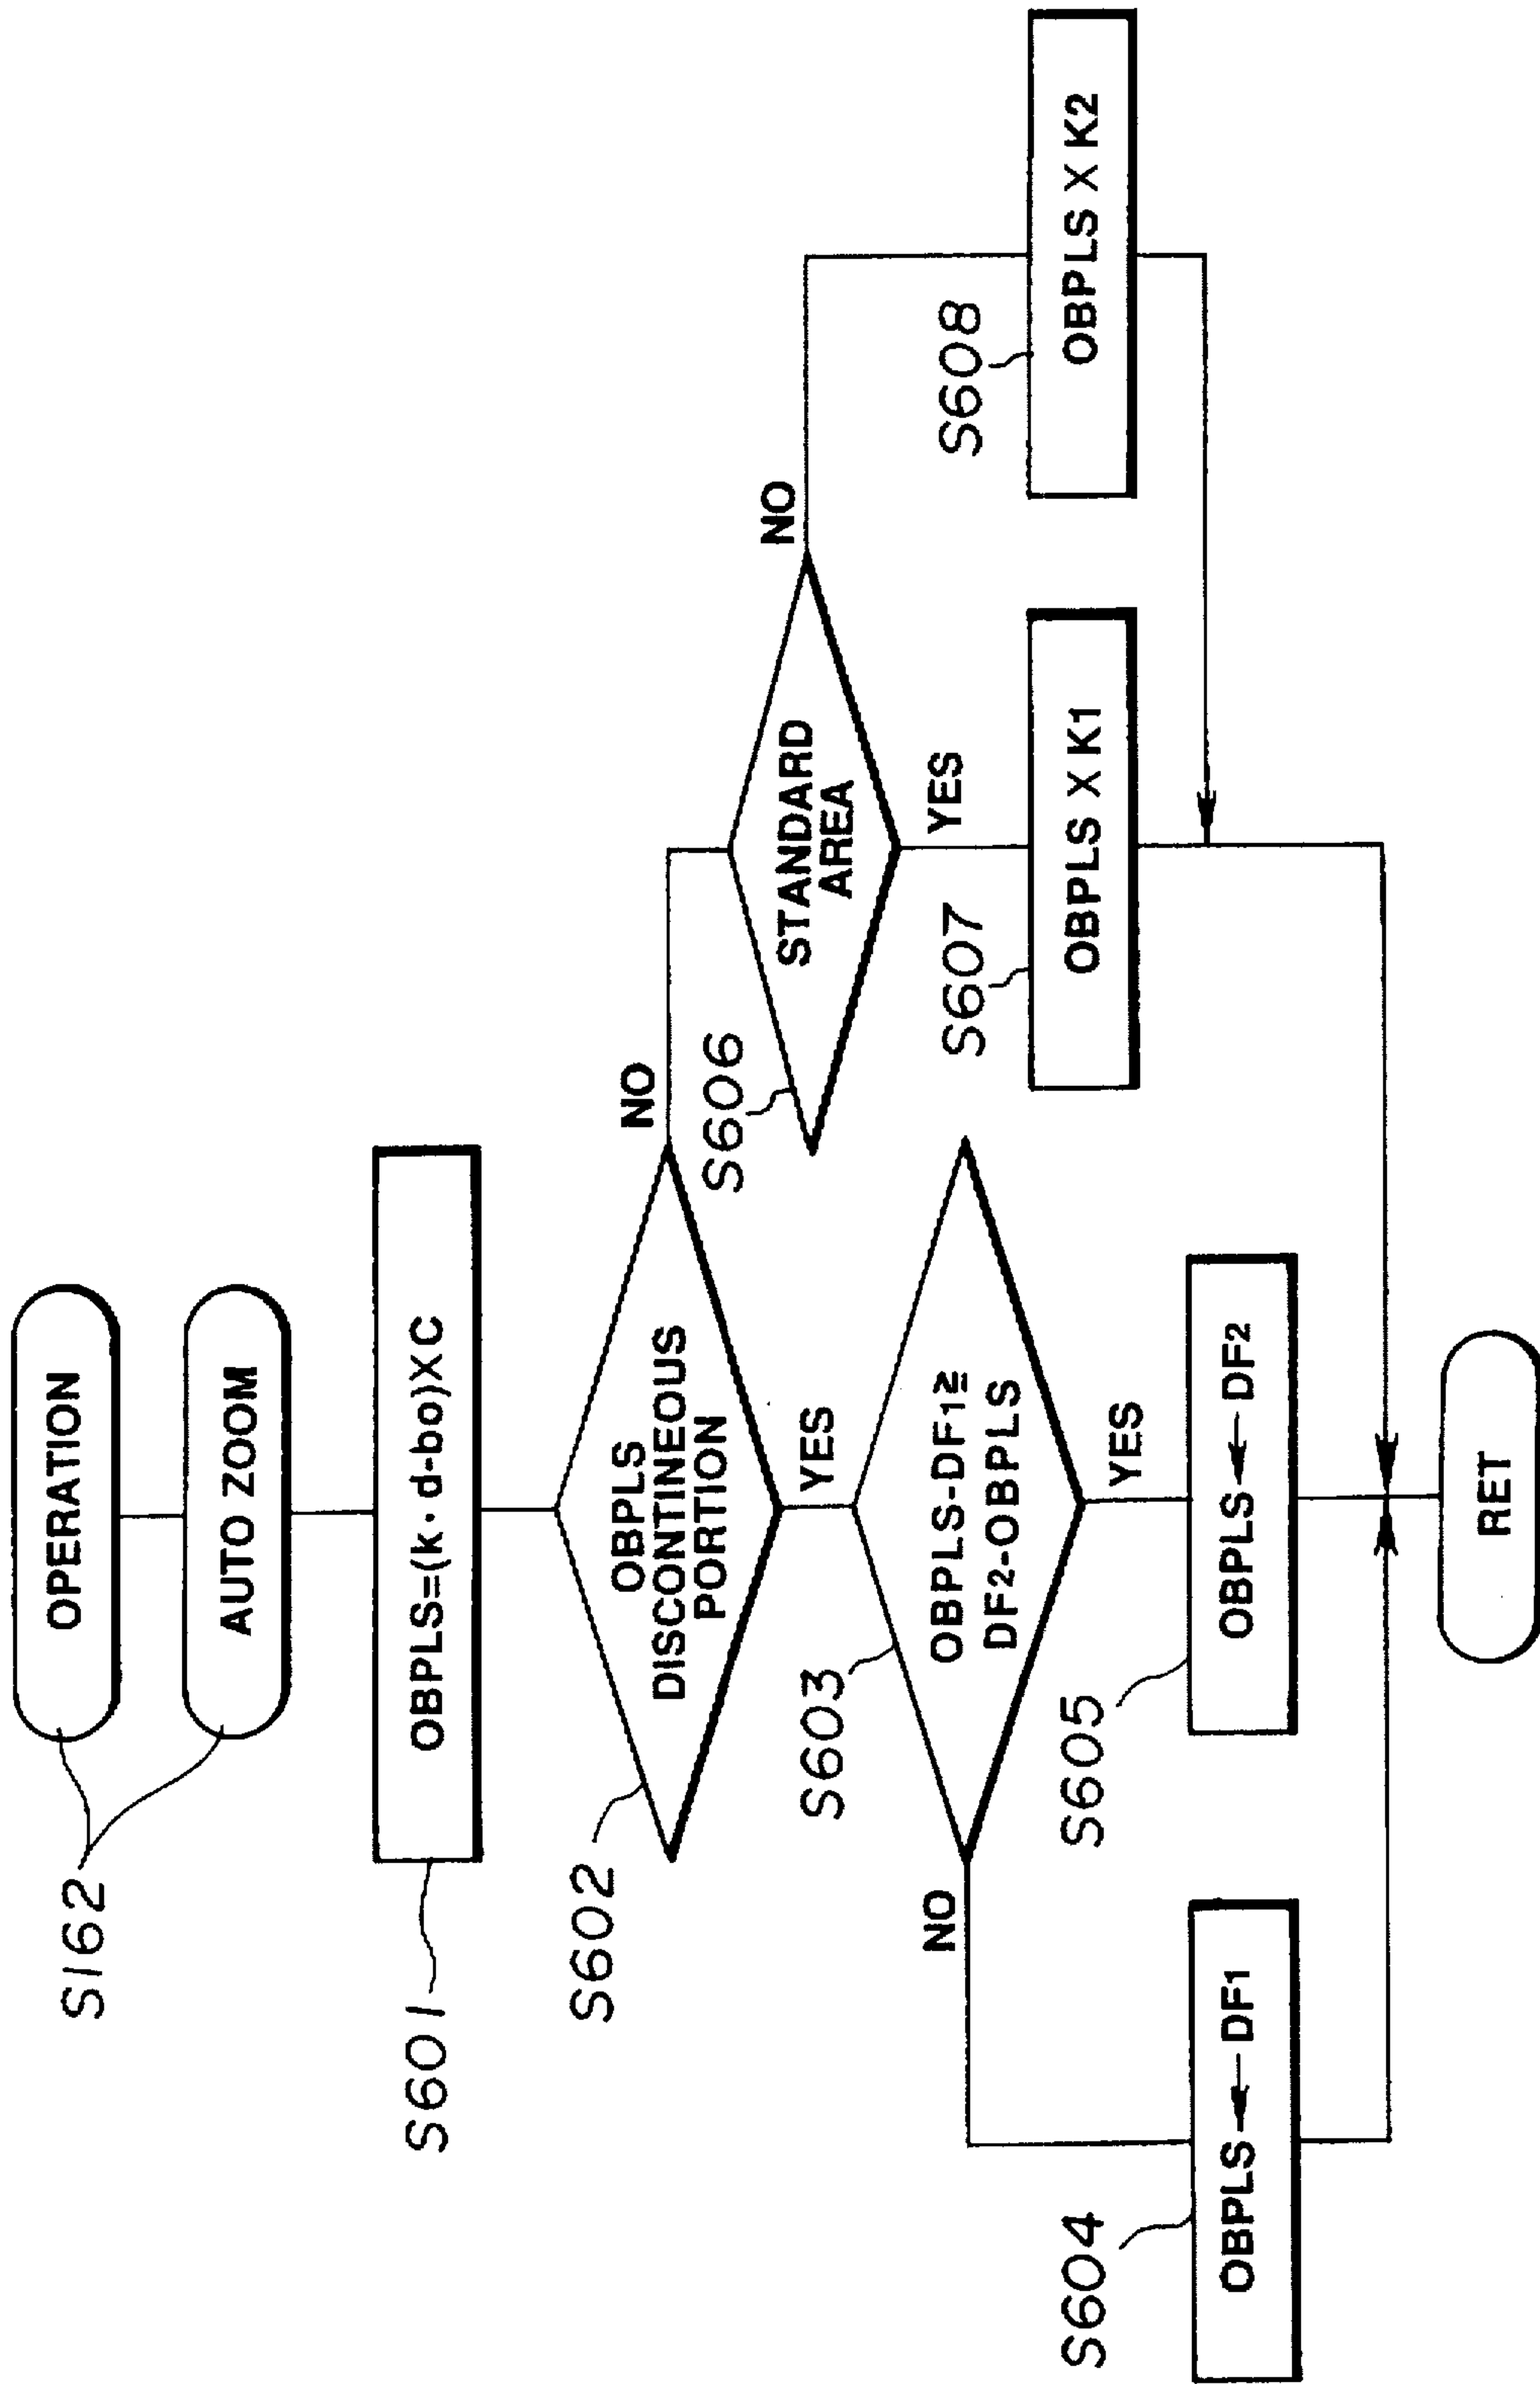 OPERATION
S162
AUTO ZOOM
S601
OBPLS=(k·d-bo)XC
S602
OBPLS
DISCONTINEOUS
PORTION
NO
YES
S603
OBPLS-DF1≧
DF2-OBPLS
NO
YES
S604
OBPLS←DF1
S605
OBPLS←DF2
S606
STANDARD
AREA
NO
YES
S607
OBPLS X K1
S608
OBPLS X K2
RET